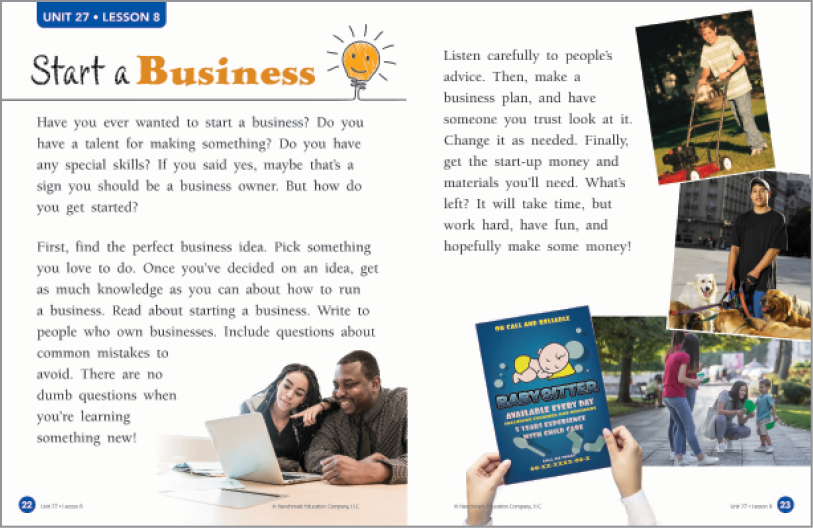 UNIT 27 • LESSON 8
Start a Business
Have you ever wanted to start a business? Do you
have a talent for making something? Do you have
any special skills? If you said yes, maybe that's a
sign you should be a business owner. But how do
you get started?
First, find the perfect business idea. Pick something
you love to do. Once you've decided on an idea, get
as much knowledge as you can about how to run
a business. Read about starting a business. Write to
people who own businesses. Include questions about
common mistakes to
avoid. There are no
dumb questions when
you're learning
something new!
22 Unit 27 • Lesson 8
© Benchmark Education Company, LLC
Listen carefully to people's
advice. Then, make a
business plan, and have
someone you trust look at it.
Change it as needed. Finally,
get the start-up money and
materials you'll need. What's
left? It will take time, but
work hard, have fun, and
hopefully make some money!
ON CALL AND RELIABLE
BABYSITTER
AVAILABLE EVERY DAY
INCLUDING EVENINGS AND WEEKENDS
5 YEARS EXPERIENCE
WITH CHILD CARE
CALL ME TODAY
© Benchmark Education Company, LLC
Unit 27 • Lesson 8 23